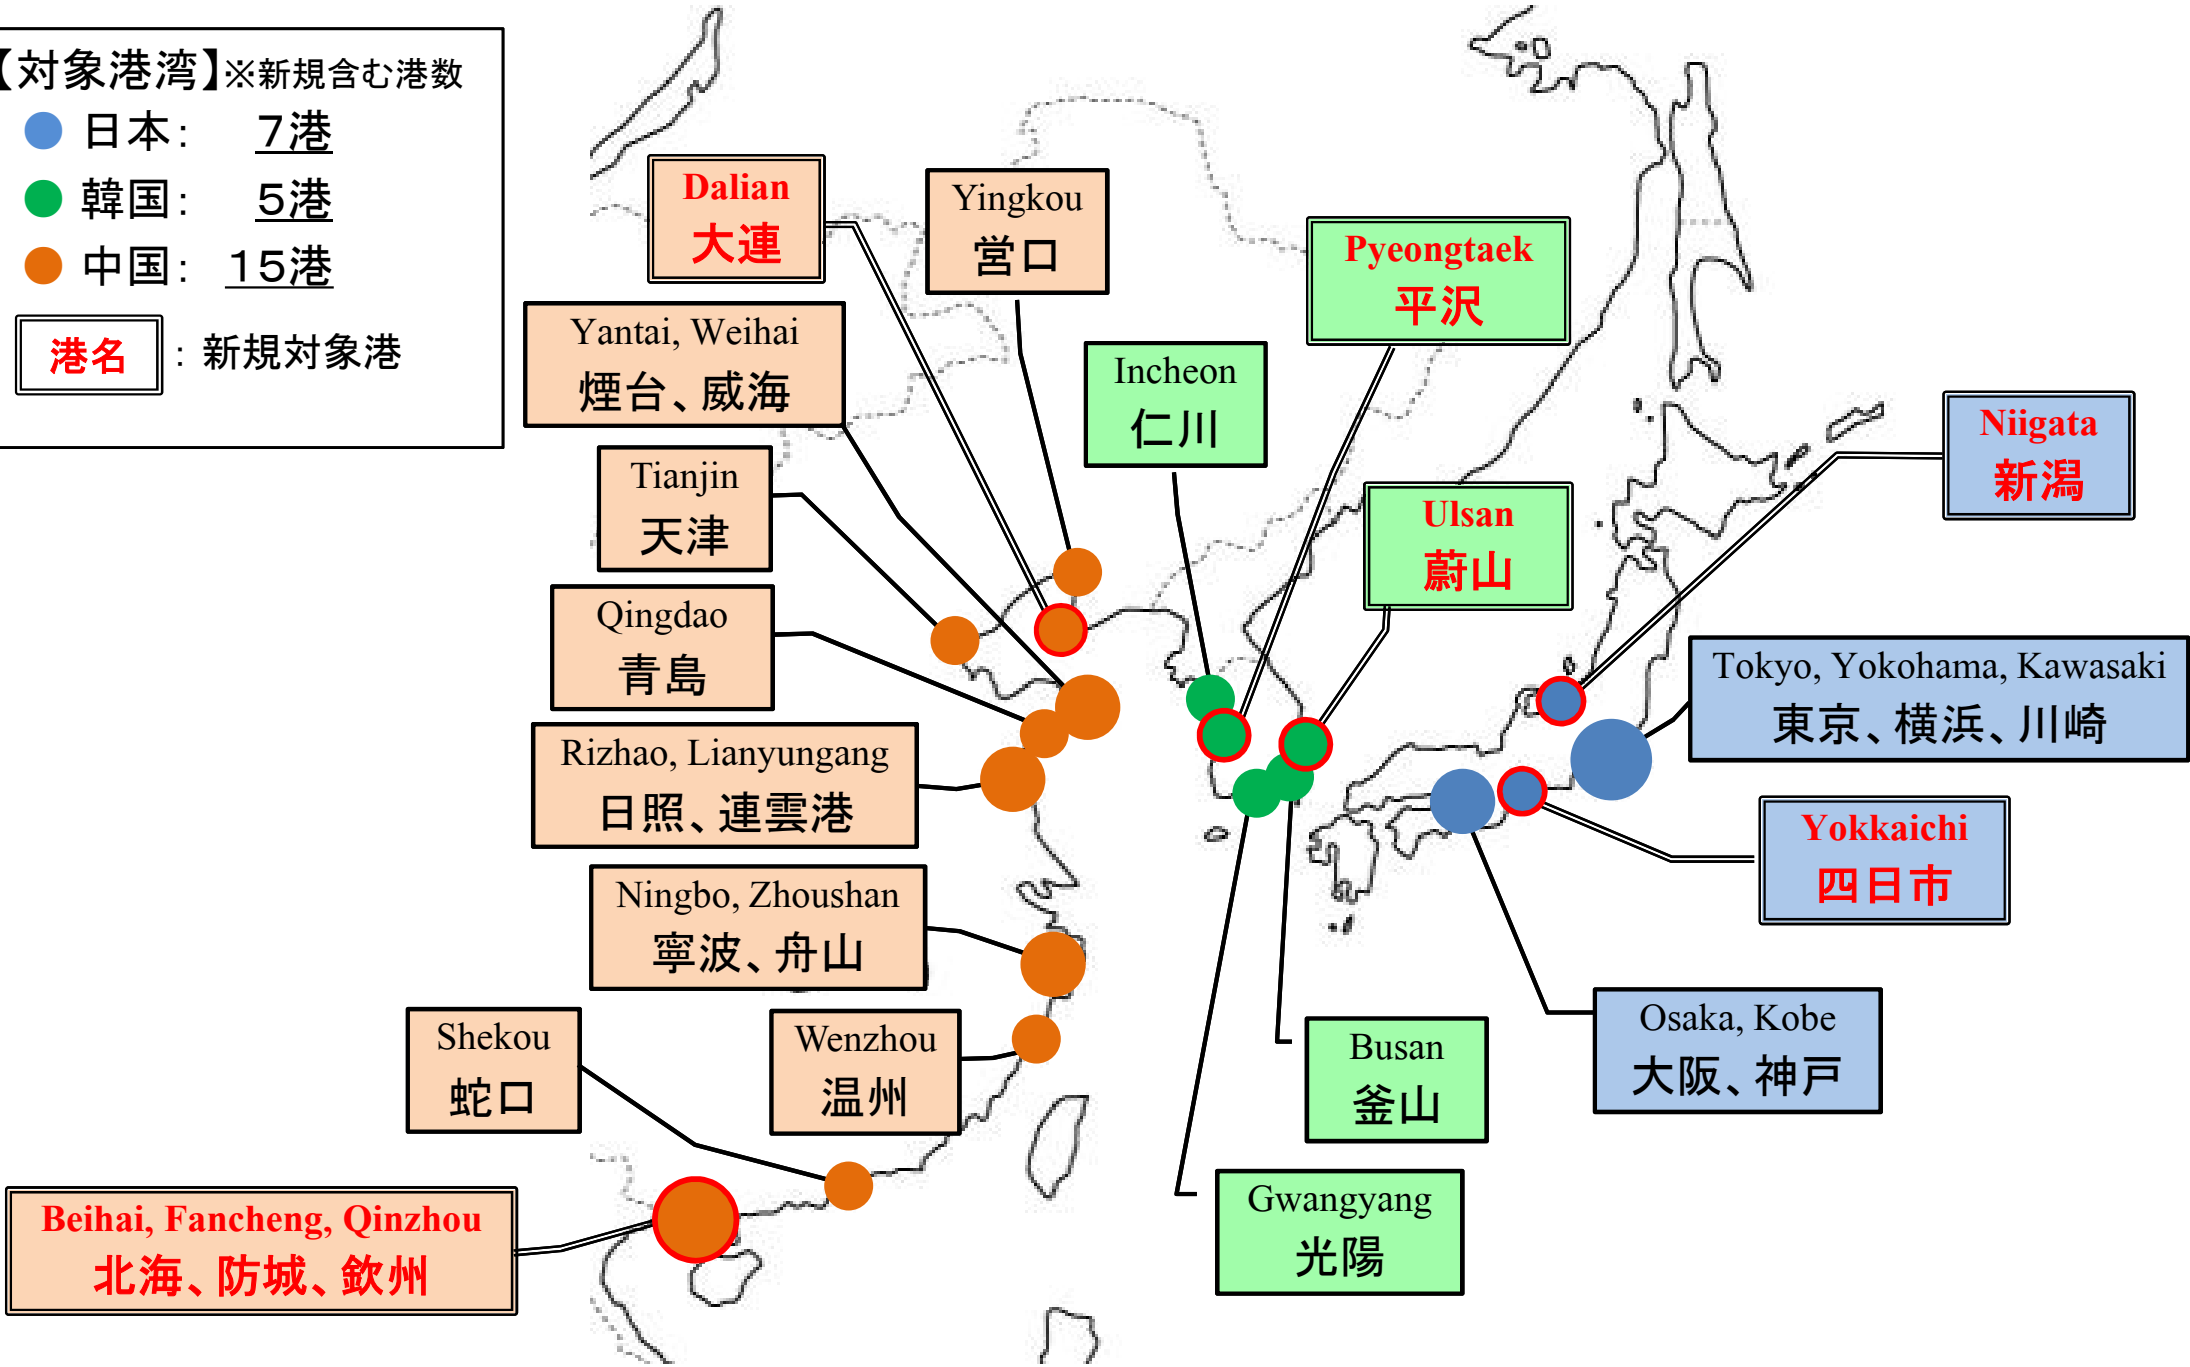 【対象港湾】※新規含む港数
日本: 7港
韓国: 5港
中国: 15港
港名 : 新規対象港
Dalian
大連
Yingkou
営口
Yantai, Weihai
煙台、威海
Tianjin
天津
Qingdao
青島
Rizhao, Lianyungang
日照、連雲港
Ningbo, Zhoushan
寧波、舟山
Shekou
蛇口
Wenzhou
温州
Beihai, Fancheng, Qinzhou
北海、防城、欽州
Pyeongtaek
平沢
Incheon
仁川
Ulsan
蔚山
Busan
釜山
Gwangyang
光陽
Niigata
新潟
Tokyo, Yokohama, Kawasaki
東京、横浜、川崎
Yokkaichi
四日市
Osaka, Kobe
大阪、神戸